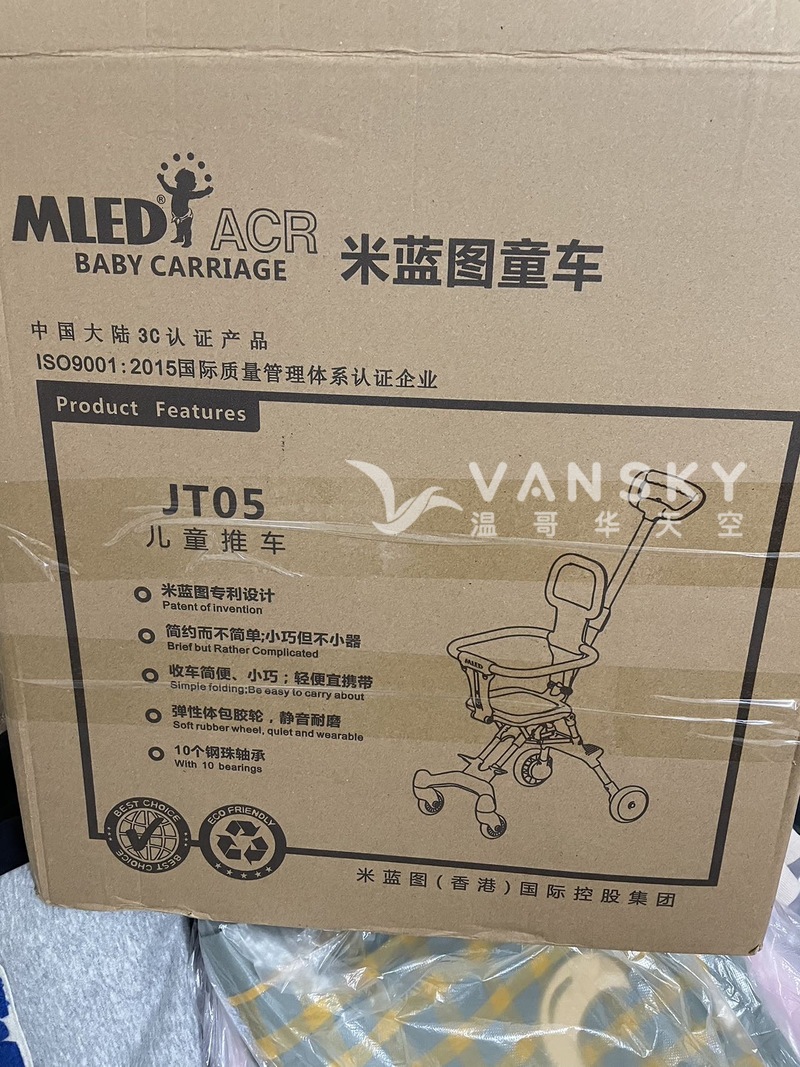 MLED® ACR
BABY CARRIAGE
米蓝图童车
中国大陆3C认证产品
ISO9001:2015国际质量管理体系认证企业
Product Features
VANSKY
温哥华天空
JT05
儿童推车
米蓝图专利设计
Patent of invention
简约而不简单;小巧但不小器
Brief but Rather Complicated
收车简便、小巧；轻便宜携带
Simple folding;Be easy to carry about
弹性体包胶轮，静音耐磨
Soft rubber wheel, quiet and wearable
10个钢珠轴承
With 10 bearings
MLED
BEST CHOICE
BEST CHOICE
ECO FRIENDLY
米蓝图(香港)国际控股集团